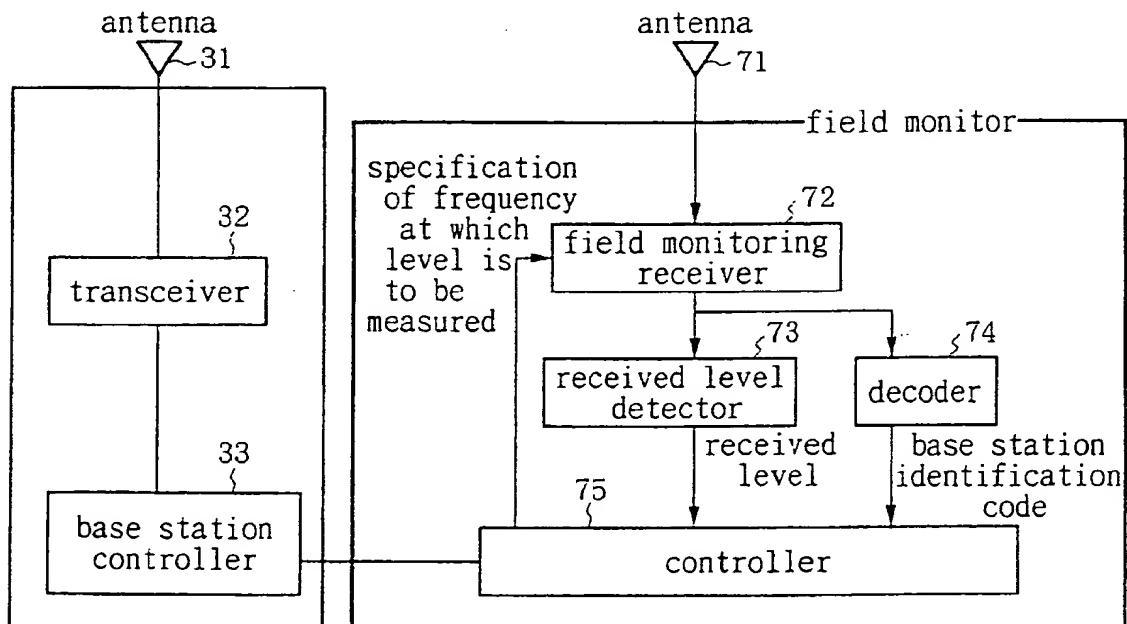 antenna
31
antenna
71
field monitor
specification
of frequency
at which
level is
to be
measured
72
field monitoring
receiver
32
transceiver
73
received level
detector
74
decoder
received
level
base station
identification
code
33
base station
controller
75
controller